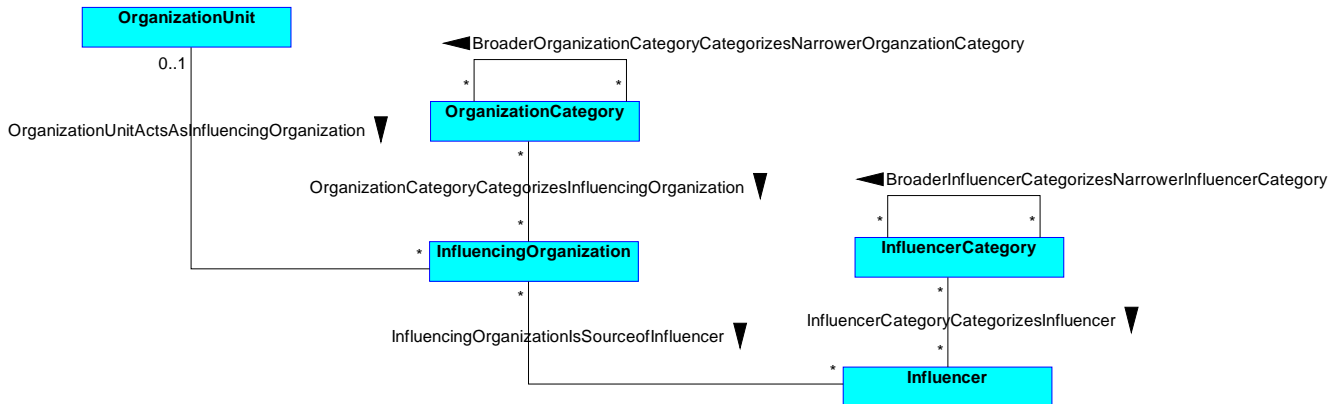 OrganizationUnit
0..1
BroaderOrganizationCategoryCategorizesNarrowerOrganzationCategory
*
*
OrganizationCategory
OrganizationUnitActsAsInfluencingOrganization
*
OrganizationCategoryCategorizesInfluencingOrganization
BroaderInfluencerCategorizesNarrowerInfluencerCategory
*
*
*
*
InfluencingOrganization
InfluencerCategory
*
*
InfluencerCategoryCategorizesInfluencer
InfluencingOrganizationIsSourceofInfluencer
*
*
Influencer